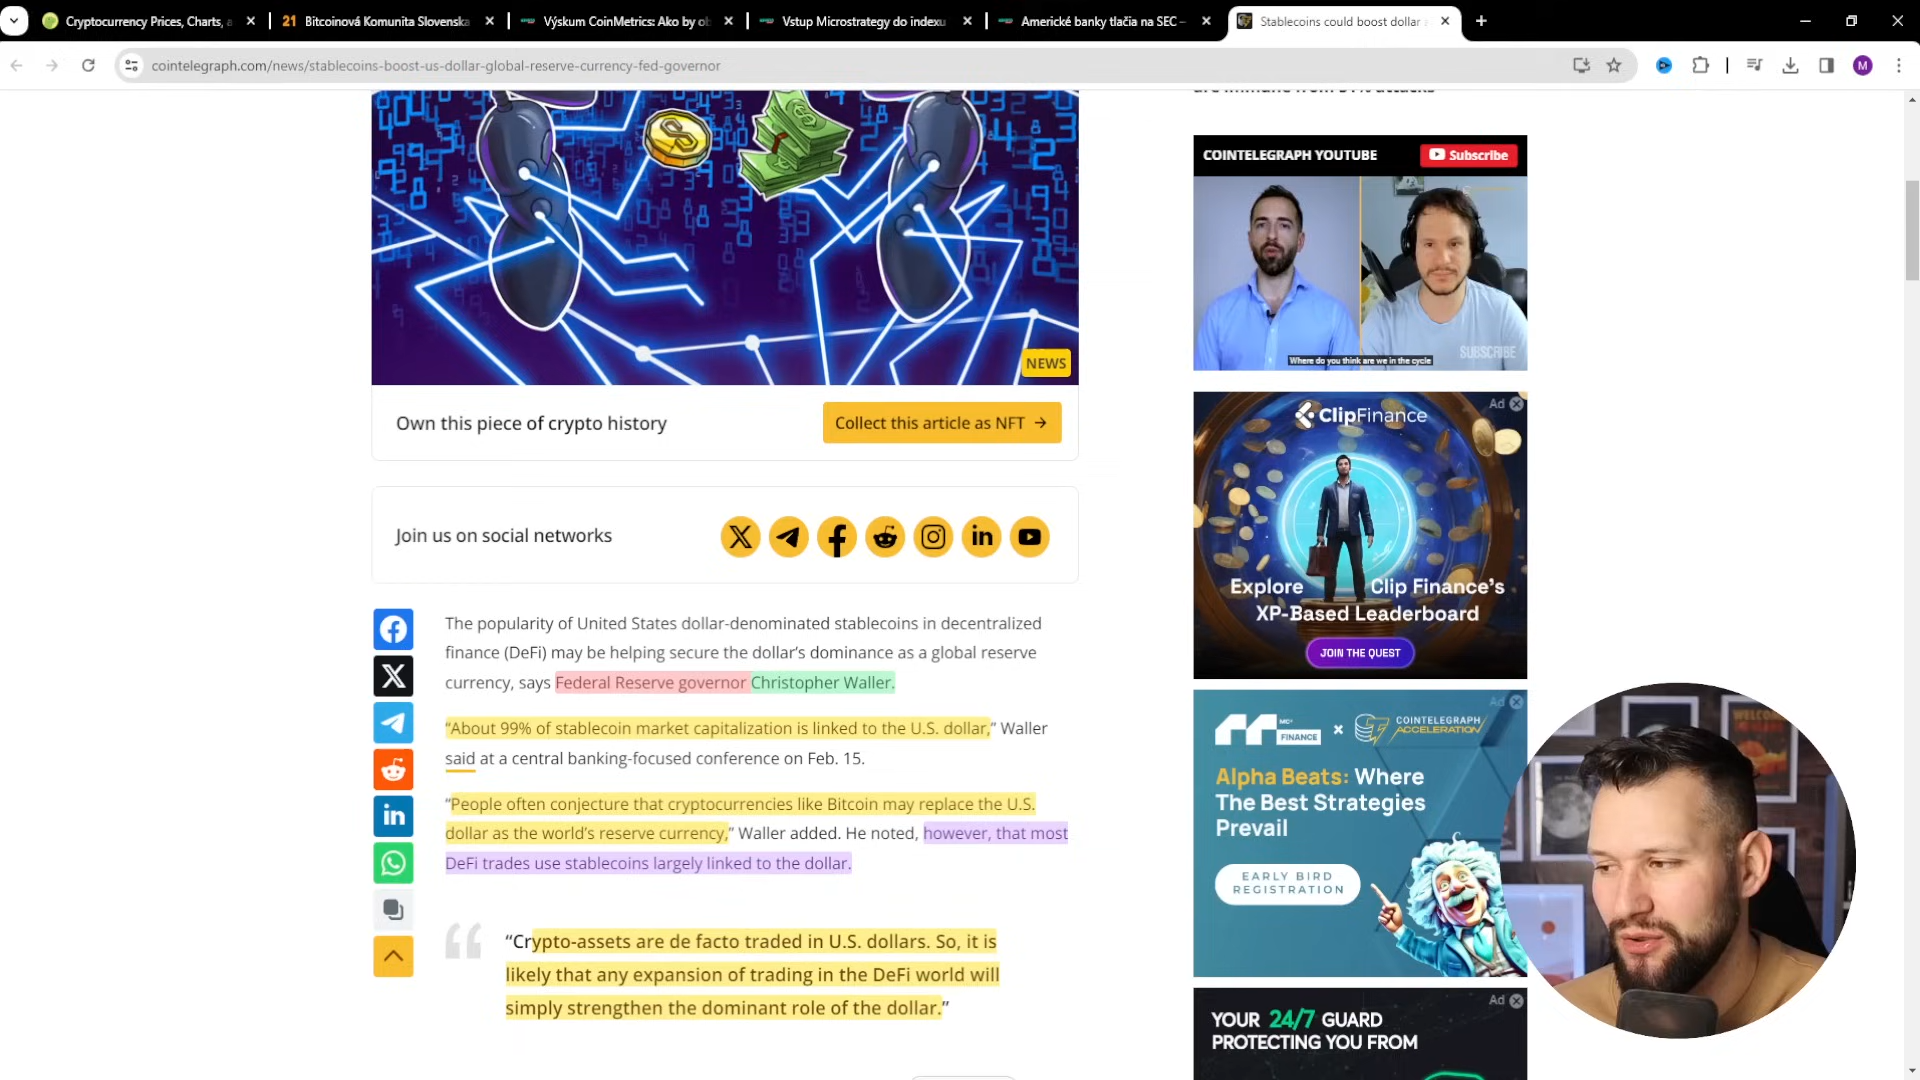 Cryptocurrency Prices, Charts, a
Bitcoinová Komunita Slovenska
Výskum CoinMetrics: Ako by ob
Vstup Microstrategy do indexu
Americké banky tlačia na SEC –
Stablecoins could boost dollar
cointelegraph.com/news/stablecoins-boost-us-dollar-global-reserve-currency-fed-governor
M
NEWS
Own this piece of crypto history
Collect this article as NFT →
Join us on social networks
The popularity of United States dollar-denominated stablecoins in decentralized
finance (DeFi) may be helping secure the dollar's dominance as a global reserve
currency, says Federal Reserve governor Christopher Waller.
“About 99% of stablecoin market capitalization is linked to the U.S. dollar,” Waller
said at a central banking-focused conference on Feb. 15.
“People often conjecture that cryptocurrencies like Bitcoin may replace the U.S.
dollar as the world's reserve currency,” Waller added. He noted, however, that most
DeFi trades use stablecoins largely linked to the dollar.
“Crypto-assets are de facto traded in U.S. dollars. So, it is
likely that any expansion of trading in the DeFi world will
simply strengthen the dominant role of the dollar.”
are immune from 51% attacks
COINTELEGRAPH YOUTUBE
Subscribe
Where do you think are we in the cycle
SUBSCRIBE
Ad
ClipFinance
Explore Clip Finance's
XP-Based Leaderboard
JOIN THE QUEST
Ad
FINANCE
×
COINTELEGRAPH
ACCELERATION
Alpha Beats: Where
The Best Strategies
Prevail
EARLY BIRD
REGISTRATION
Ad
YOUR 24/7 GUARD
PROTECTING YOU FROM